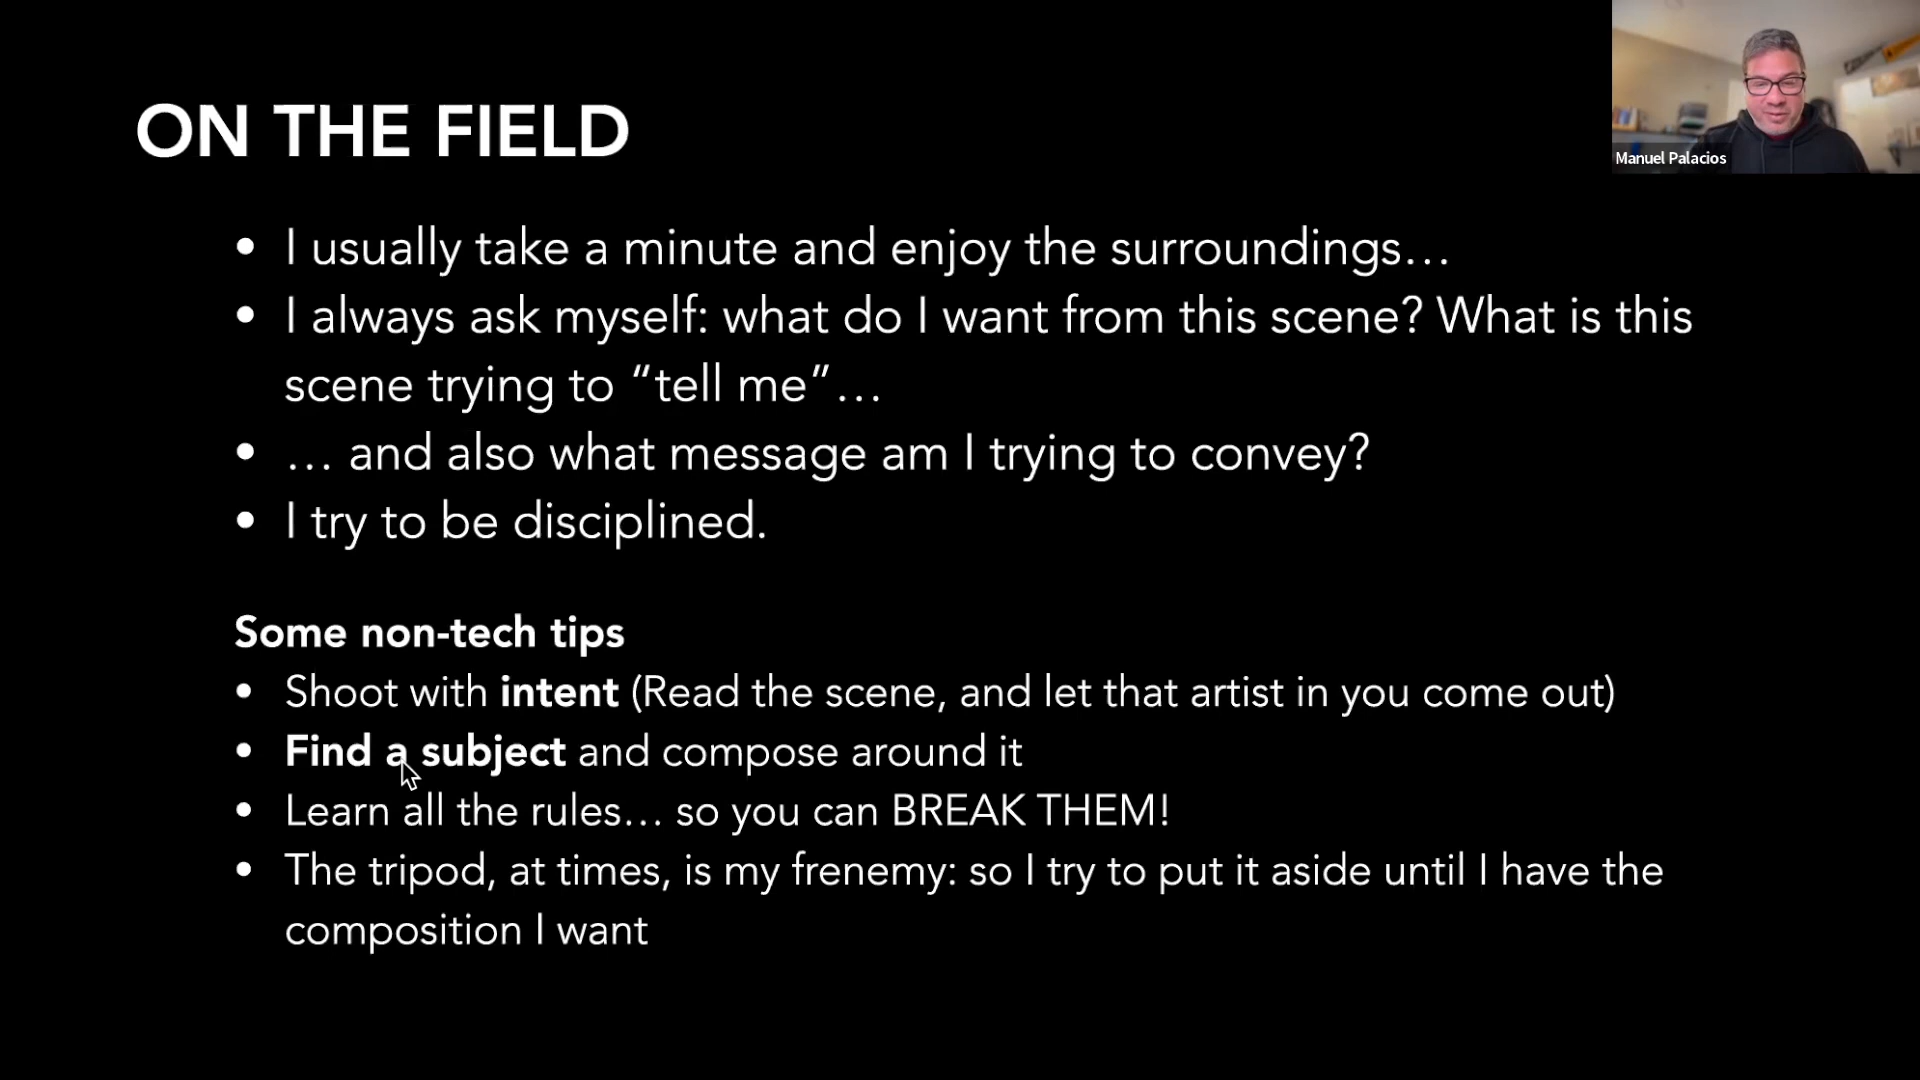 ON THE FIELD
Manuel Palacios
• I usually take a minute and enjoy the surroundings…
• I always ask myself: what do I want from this scene? What is this
scene trying to “tell me”…
• … and also what message am I trying to convey?
• I try to be disciplined.
Some non-tech tips
• Shoot with intent (Read the scene, and let that artist in you come out)
• Find a subject and compose around it
• Learn all the rules… so you can BREAK THEM!
• The tripod, at times, is my frenemy: so I try to put it aside until I have the
composition I want